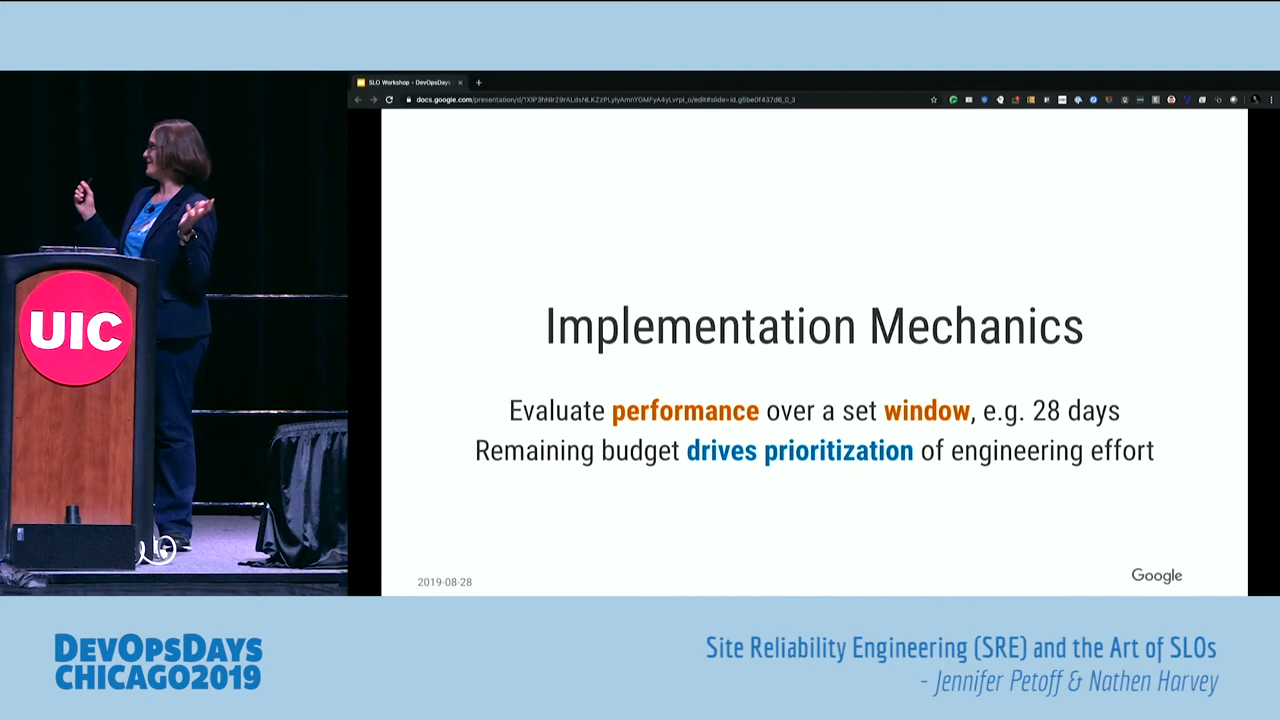 SLO Workshop - DevOpsDays
Implementation Mechanics
Evaluate performance over a set window, e.g. 28 days
Remaining budget drives prioritization of engineering effort
2019-08-28
Google
UIC
DEVOPSDAYS
CHICAGO2019
Site Reliability Engineering (SRE) and the Art of SLOs
- Jennifer Petoff & Nathen Harvey